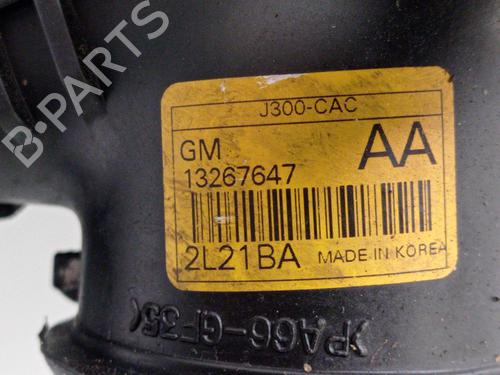 B-PARTS
J300-CAC
GM AA
13267647
2L21BA MADE IN KOREA
>PA66-GF35<